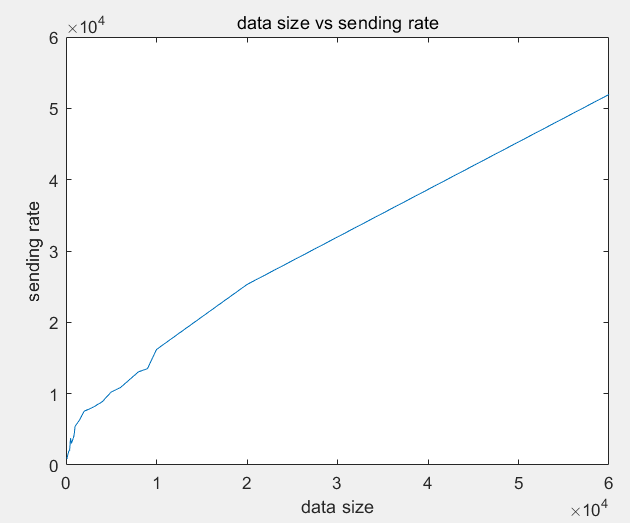 data size vs sending rate
×10^4
6
5
4
3
2
1
0
sending rate
0 1 2 3 4 5 6
data size
×10^4